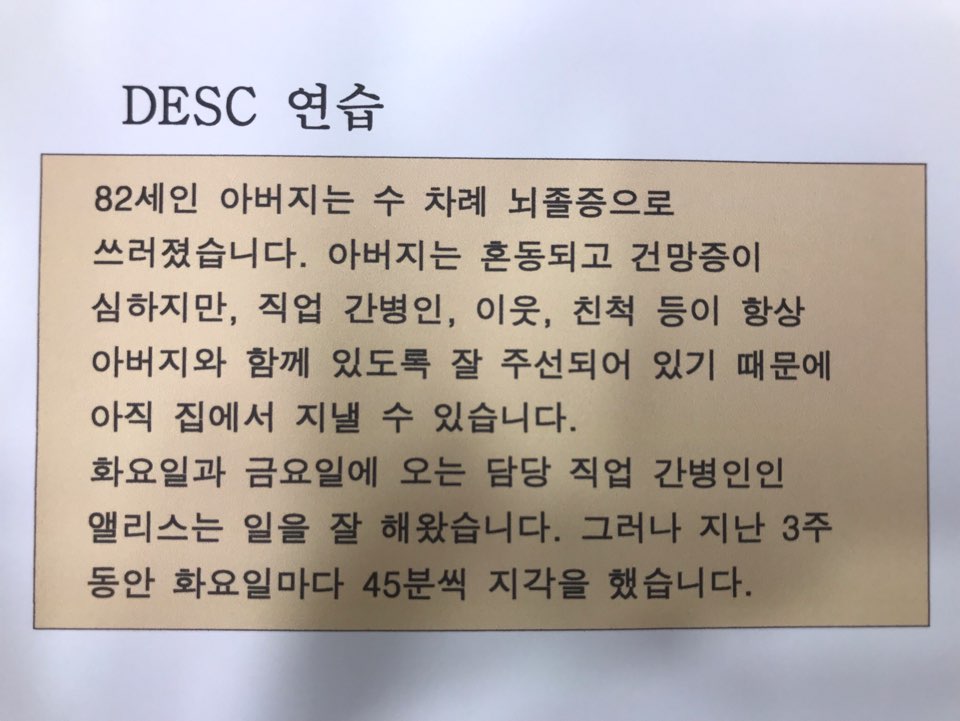 DESC 연습
82세인 아버지는 수 차례 뇌졸증으로
쓰러졌습니다. 아버지는 혼동되고 건망증이
심하지만, 직업 간병인, 이웃, 친척 등이 항상
아버지와 함께 있도록 잘 주선되어 있기 때문에
아직 집에서 지낼 수 있습니다.
화요일과 금요일에 오는 담당 직업 간병인인
앨리스는 일을 잘 해왔습니다. 그러나 지난 3주
동안 화요일마다 45분씩 지각을 했습니다.